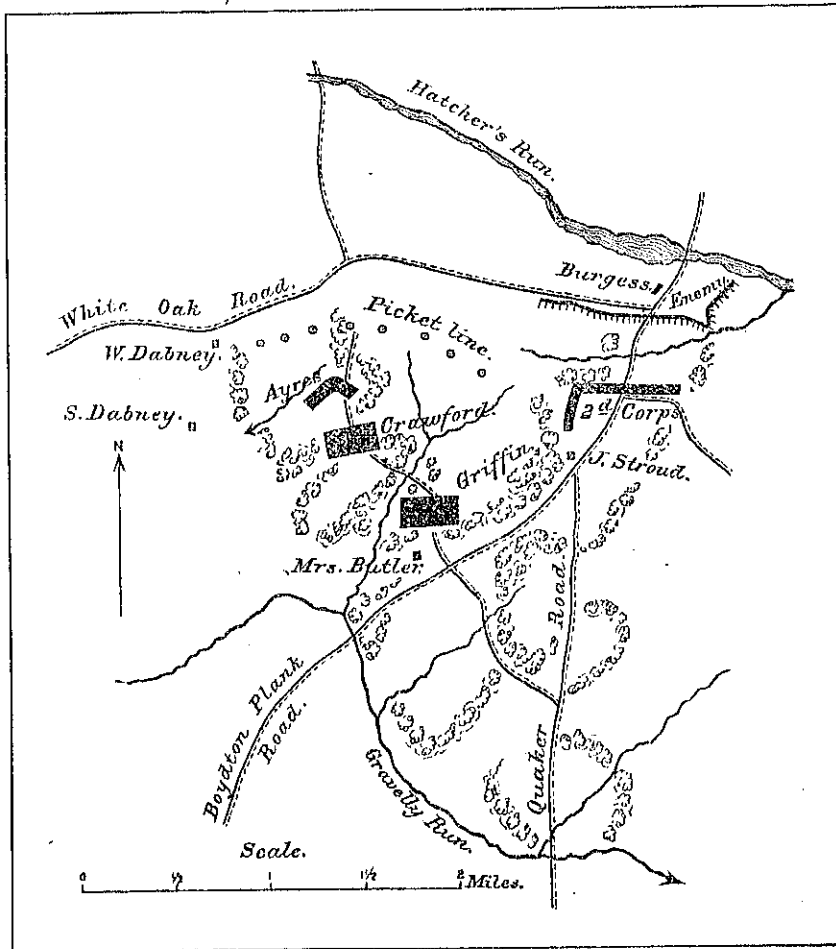 Hatcher's Run.
Burgess.
Enemy
White Oak Road.
Picket line.
W. Dabney.
Ayres
S. Dabney.
Crawford.
2d Corps
N
Griffin.
J. Stroud.
Mrs. Butler.
Boydton Plank
Road.
Quaker Road.
Gravelly Run.
Scale.
0 1/2 1 1 1/2 2 Miles.